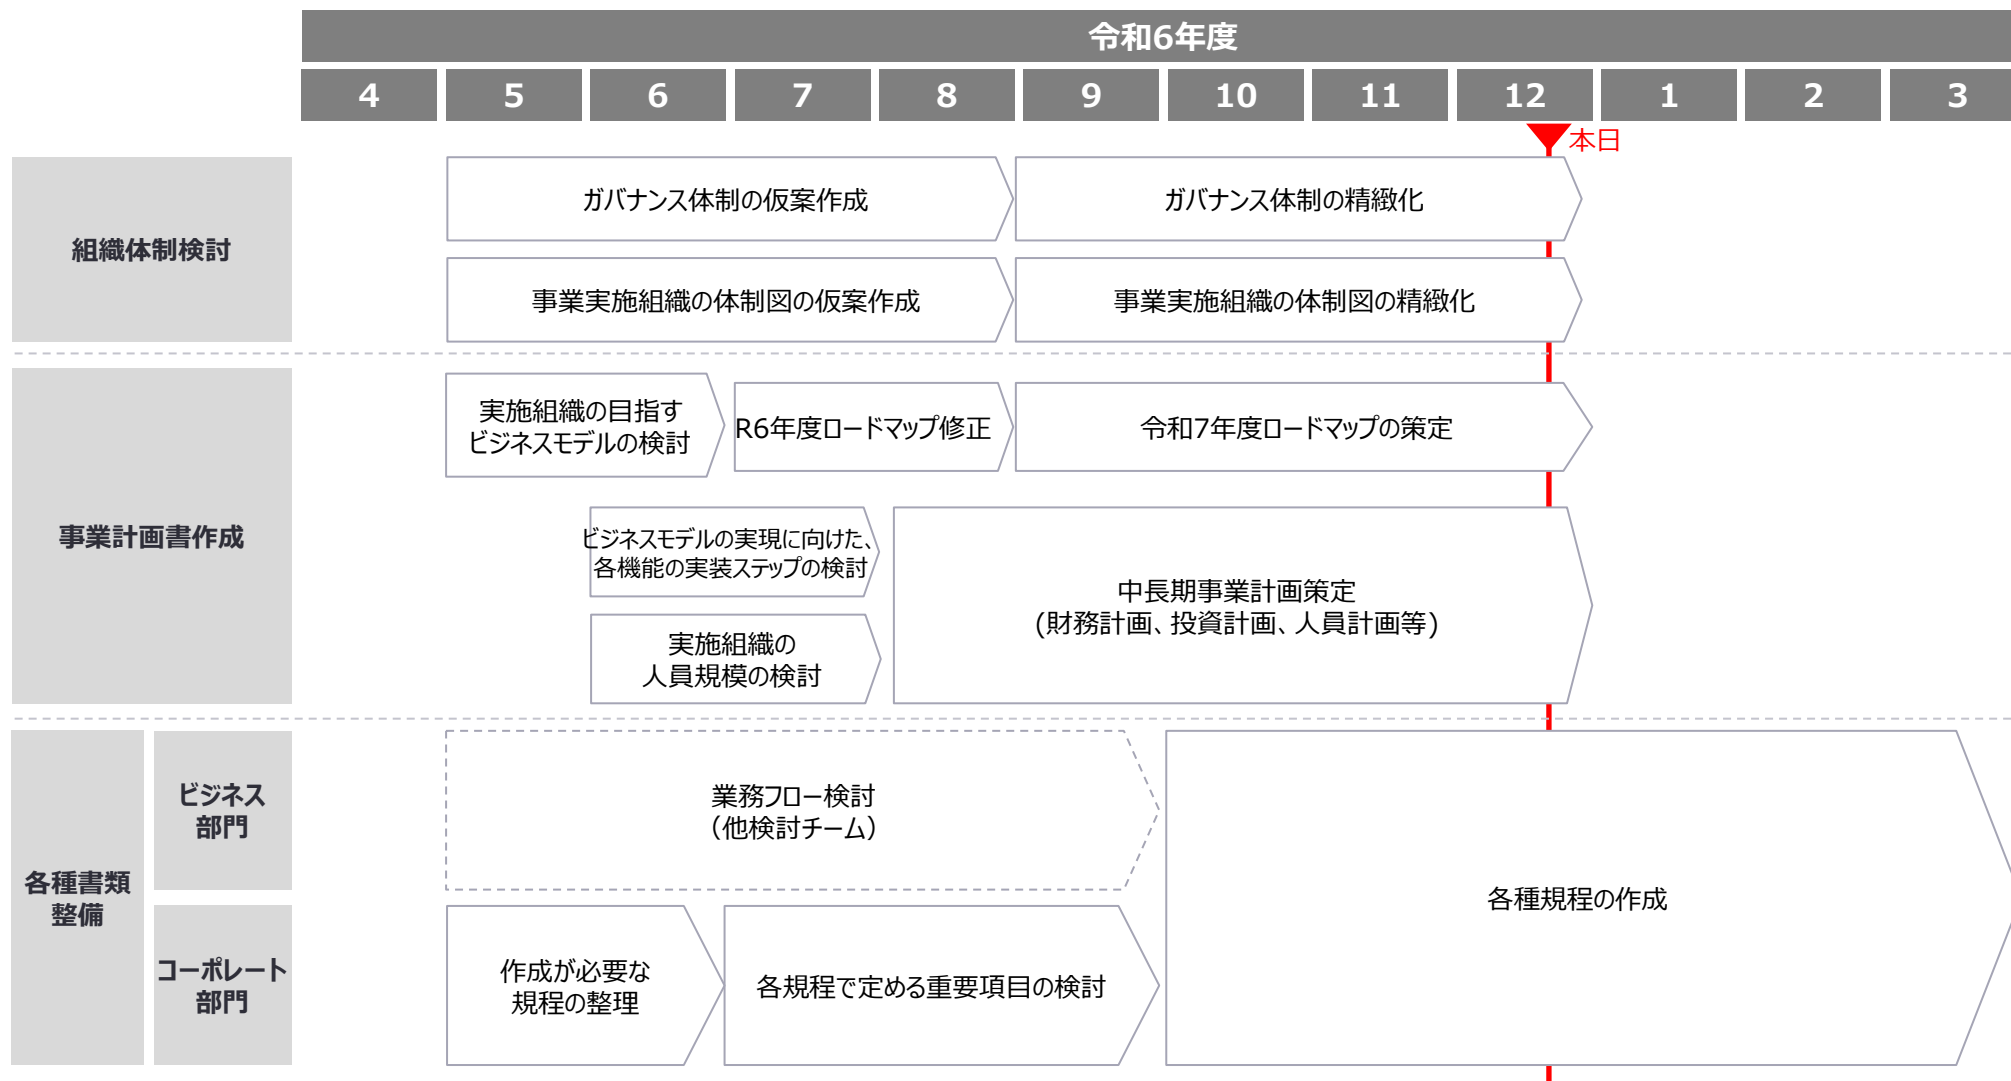 令和6年度
4 5 6 7 8 9 10 11 12 1 2 3
本日
組織体制検討
ガバナンス体制の仮案作成
ガバナンス体制の精緻化
事業実施組織の体制図の仮案作成
事業実施組織の体制図の精緻化
事業計画書作成
実施組織の目指す
ビジネスモデルの検討
R6年度ロードマップ修正
令和7年度ロードマップの策定
ビジネスモデルの実現に向けた、
各機能の実装ステップの検討
実施組織の
人員規模の検討
中長期事業計画策定
(財務計画、投資計画、人員計画等)
各種書類
整備
ビジネス
部門
業務フロー検討
（他検討チーム）
コーポレート
部門
作成が必要な
規程の整理
各規程で定める重要項目の検討
各種規程の作成